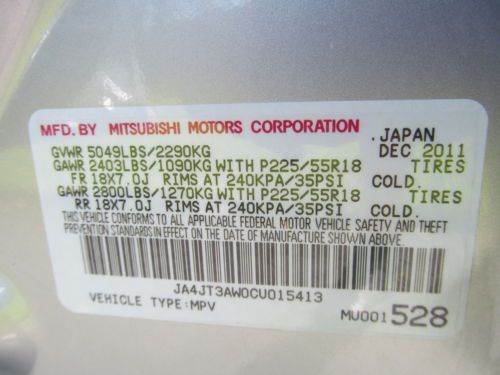 MFD. BY MITSUBISHI MOTORS CORPORATION . JAPAN
GVWR 5049LBS/2290KG DEC 2011
GAWR 2403LBS/1090KG WITH P225/55R18 TIRES
FR 18X7.0J RIMS AT 240KPA/35PSI COLD.
GAWR 2800LBS/1270KG WITH P225/55R18 TIRES
RR 18X7.0J RIMS AT 240KPA/35PSI COLD.
THIS VEHICLE CONFORMS TO ALL APPLICABLE FEDERAL MOTOR VEHICLE SAFETY AND THEFT
PREVENTION STANDARDS IN EFFECT ON THE DATE OF MANUFACTURE SHOWN ABOVE.
JA4JT3AW0CU015413
VEHICLE TYPE:MPV MU001528